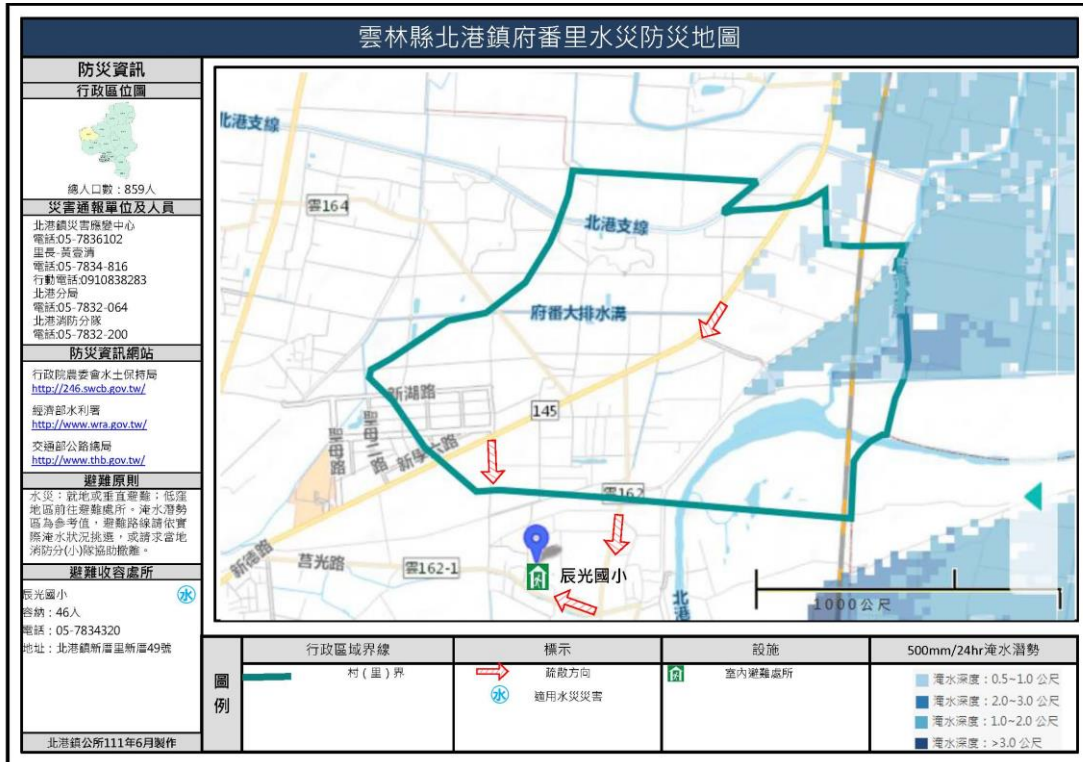 雲林縣北港鎮府番里水災防災地圖
防災資訊
行政區位圖
總人口數：859人
災害通報單位及人員
北港鎮災害應變中心
電話:05-7836102
里長-黃壹清
電話:05-7834-816
行動電話:0910838283
北港分局
電話:05-7832-064
北港消防分隊
電話:05-7832-200
防災資訊網站
行政院農委會水土保持局
http://246.swcb.gov.tw/
經濟部水利署
http://www.wra.gov.tw/
交通部公路總局
http://www.thb.gov.tw/
避難原則
水災：就地或垂直避難；低窪
地區前往避難處所。淹水潛勢
區為參考值，避難路線請依實
際淹水狀況挑選，或請求當地
消防分(小)隊協助撤離。
避難收容處所
辰光國小
水
容納：46人
電話：05-7834320
地址：北港鎮新厝里新厝49號
北港鎮公所111年6月製作
北港支線
雲164
北港支線
府番大排水溝
新湖路
145
聖母路
聖母二路
新學六路
雲162
新德路
莒光路
雲162-1
辰光國小
北港
1000公尺
圖例
行政區域界線
標示
設施
500mm/24hr淹水潛勢
村（里）界
疏散方向
室內避難處所
水
適用水災災害
淹水深度：0.5~1.0 公尺
淹水深度：2.0~3.0 公尺
淹水深度：1.0~2.0 公尺
淹水深度：>3.0 公尺